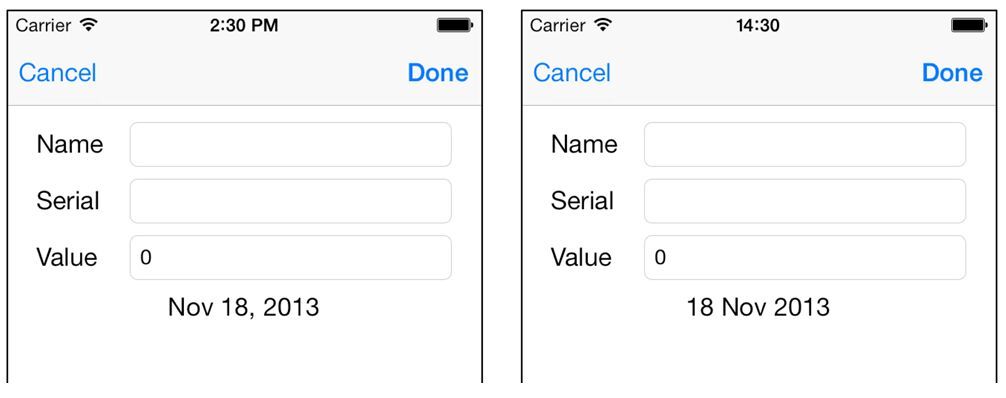 Carrier 2:30 PM
Cancel Done
Name
Serial
Value 0
Nov 18, 2013
Carrier 14:30
Cancel Done
Name
Serial
Value 0
18 Nov 2013